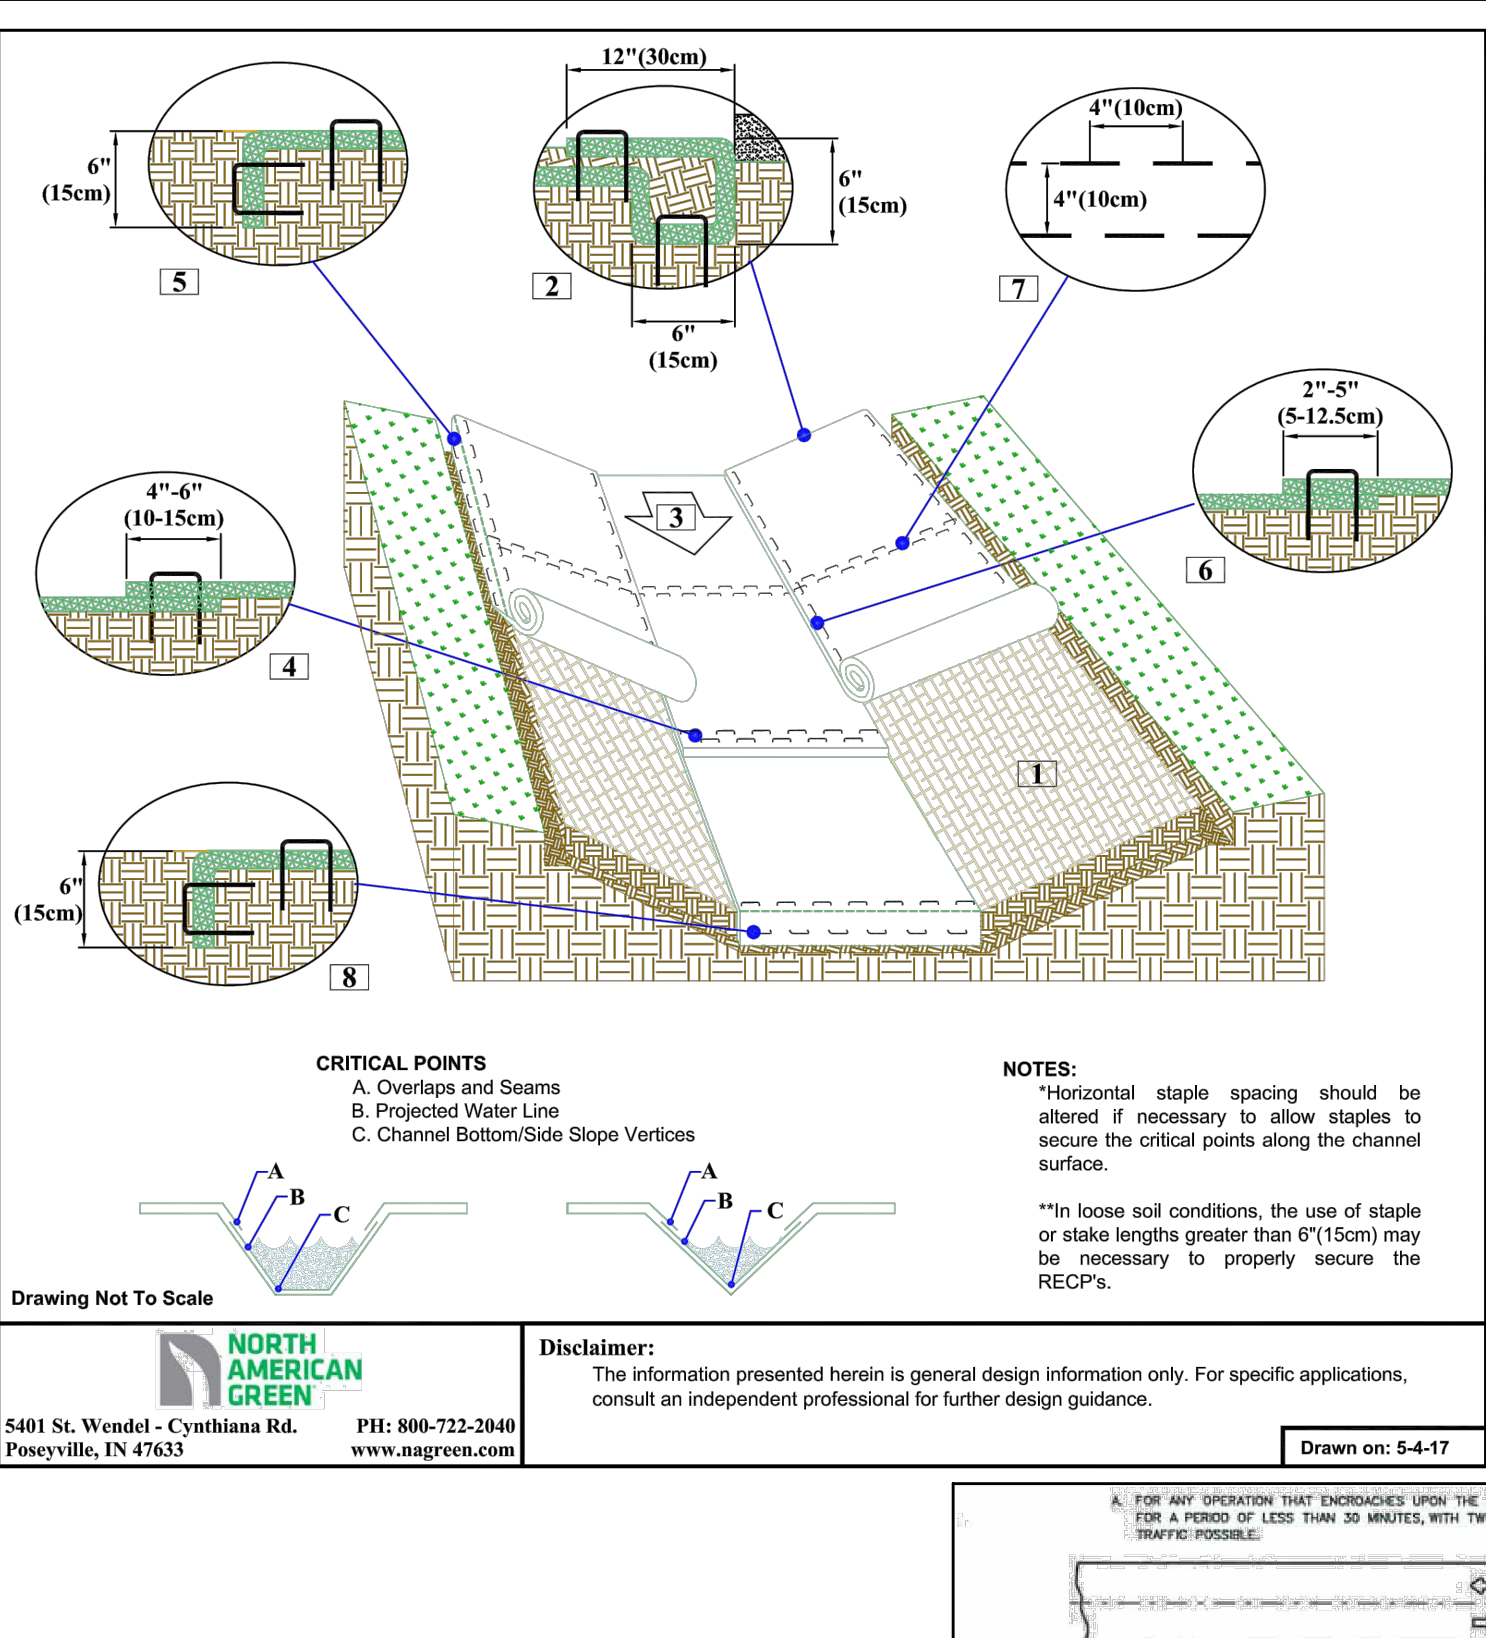 12"(30cm)
6"
(15cm)
5
6"
(15cm)
2
6"
(15cm)
4"(10cm)
4"(10cm)
7
2"-5"
(5-12.5cm)
6
4"-6"
(10-15cm)
4
3
1
6"
(15cm)
8
CRITICAL POINTS
A. Overlaps and Seams
B. Projected Water Line
C. Channel Bottom/Side Slope Vertices
A
B
C
A
B
C
Drawing Not To Scale
NOTES:
*Horizontal staple spacing should be
altered if necessary to allow staples to
secure the critical points along the channel
surface.
**In loose soil conditions, the use of staple
or stake lengths greater than 6"(15cm) may
be necessary to properly secure the
RECP's.
NORTH
AMERICAN
GREEN
5401 St. Wendel - Cynthiana Rd.
Poseyville, IN 47633
PH: 800-722-2040
www.nagreen.com
Disclaimer:
The information presented herein is general design information only. For specific applications,
consult an independent professional for further design guidance.
Drawn on: 5-4-17
A. FOR ANY OPERATION THAT ENCROACHES UPON THE
FOR A PERIOD OF LESS THAN 30 MINUTES, WITH
TRAFFIC POSSIBLE.